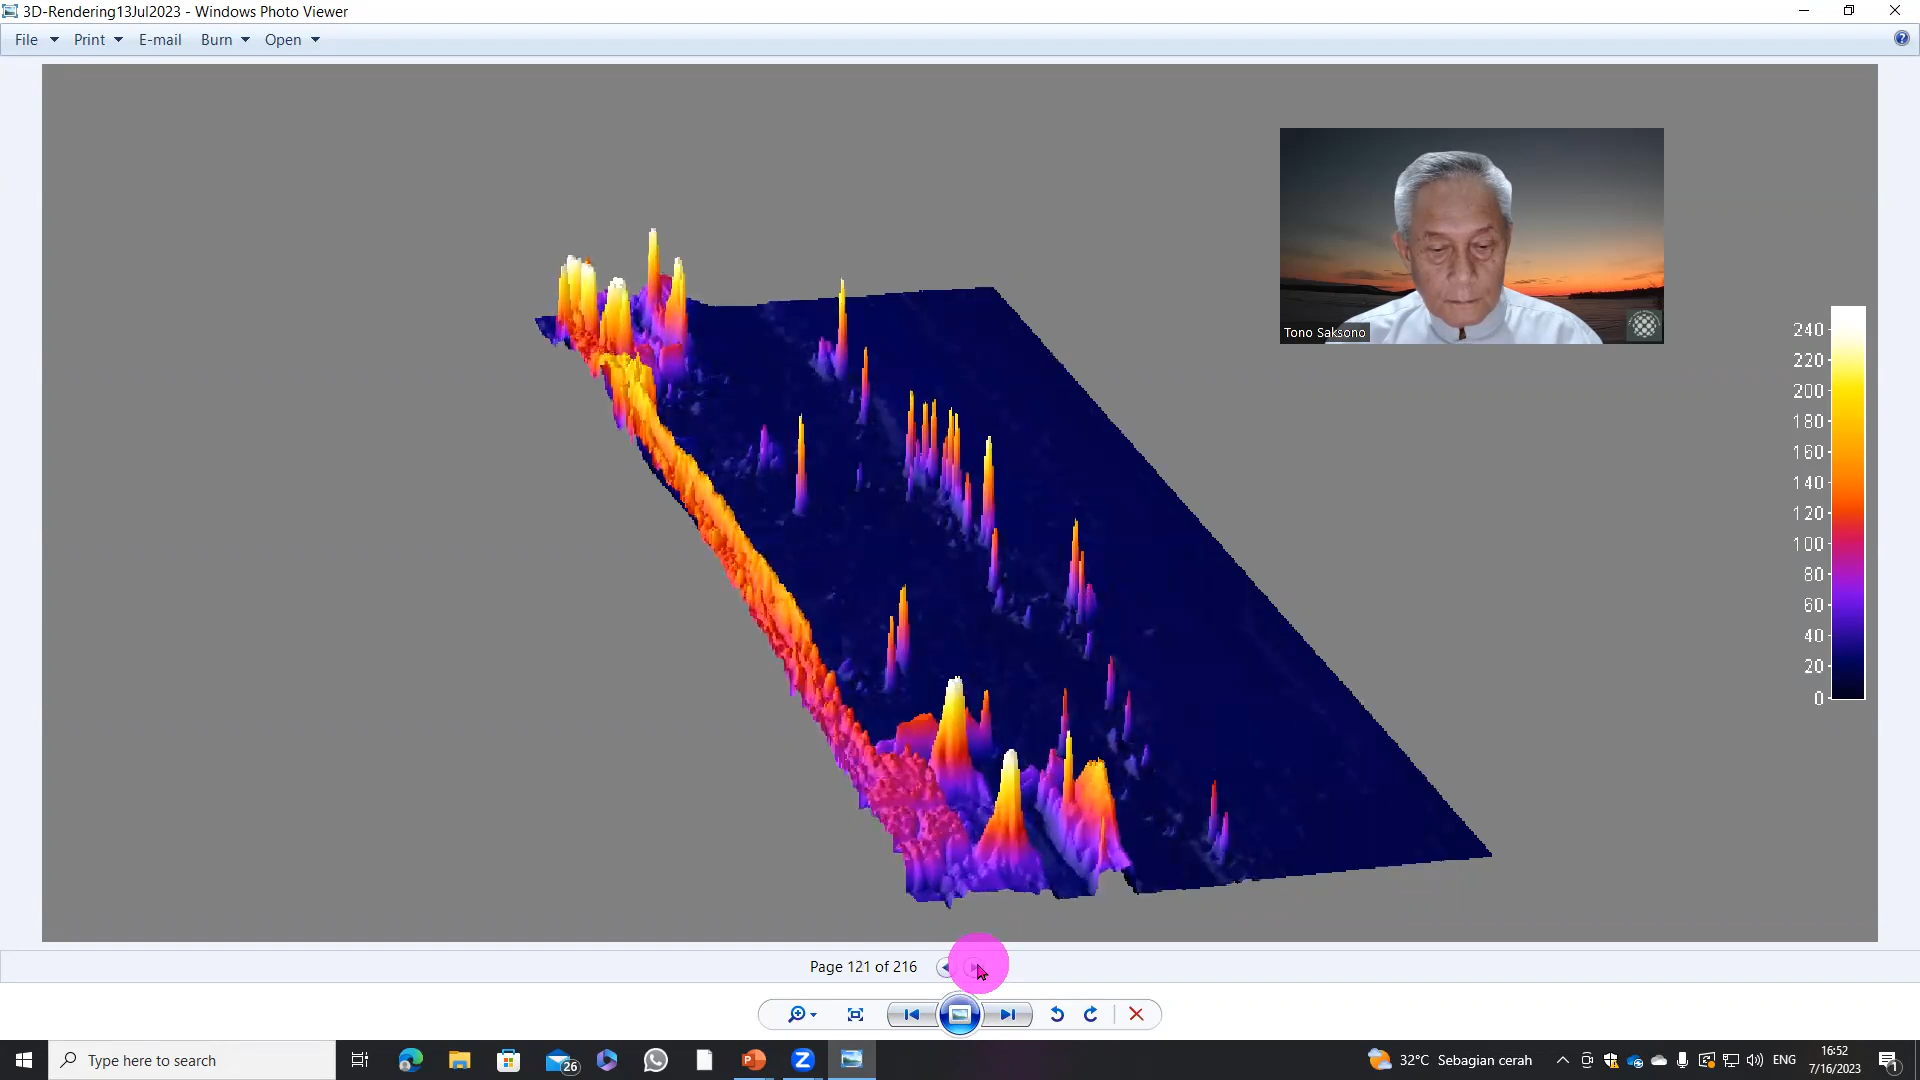 3D-Rendering13Jul2023 - Windows Photo Viewer
File Print E-mail Burn Open
Tono Saksono
240
220
200
180
160
140
120
100
80
60
40
20
0
Page 121 of 216
Type here to search
26
32°C Sebagian cerah
ENG
16:52
7/16/2023
1